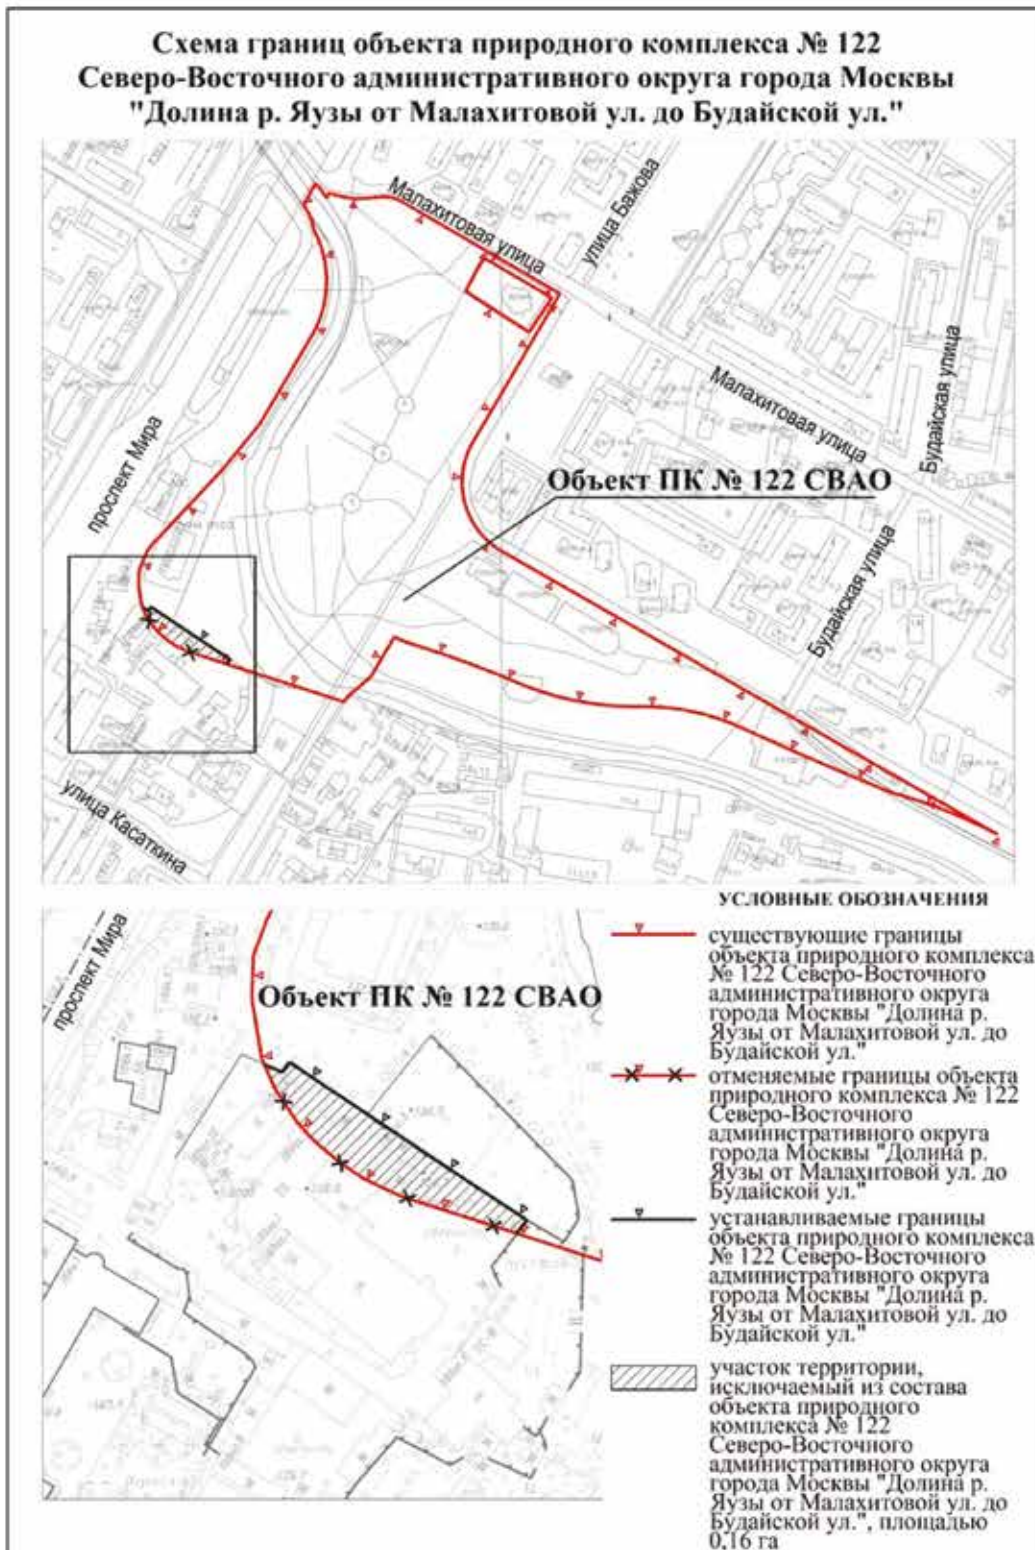 Схема границ объекта природного комплекса № 122
Северо-Восточного административного округа города Москвы
"Долина р. Яузы от Малахитовой ул. до Будайской ул."
Малахитовая улица
улица Бажова
Малахитовая улица
Будайская улица
проспект Мира
Объект ПК № 122 СВАО
Будайская улица
улица Касаткина
проспект Мира
Объект ПК № 122 СВАО
УСЛОВНЫЕ ОБОЗНАЧЕНИЯ
существующие границы
объекта природного комплекса
№ 122 Северо-Восточного
административного округа
города Москвы "Долина р.
Яузы от Малахитовой ул. до
Будайской ул."
отменяемые границы объекта
природного комплекса № 122
Северо-Восточного
административного округа
города Москвы "Долина р.
Яузы от Малахитовой ул. до
Будайской ул."
устанавливаемые границы
объекта природного комплекса
№ 122 Северо-Восточного
административного округа
города Москвы "Долина р.
Яузы от Малахитовой ул. до
Будайской ул."
участок территории,
исключаемый из состава
объекта природного
комплекса № 122
Северо-Восточного
административного округа
города Москвы "Долина р.
Яузы от Малахитовой ул. до
Будайской ул.", площадью
0,16 га